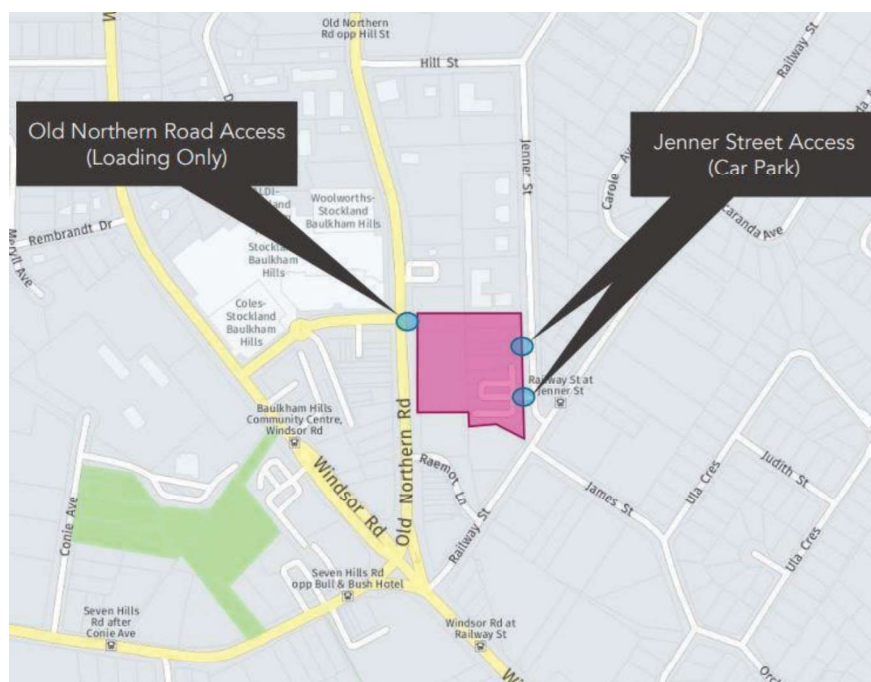 Old Northern
Rd opp Hill St
Hill St
Railway St
Old Northern Road Access
(Loading Only)
Jenner Street Access
(Car Park)
Jenner St
Carole Ave
Woolworths-
Stockland
Baulkham Hills
Rembrandt Dr
Stockland
Baulkham
Hills
Coles-
Stockland
Baulkham
Hills
Railway St at
Jenner St
Baulkham Hills
Community Centre,
Windsor Rd
Old Northern Rd
Windsor Rd
Raemot Ln
Railway St
James St
Ula Cres
Judith St
Ula Cres
Conie Ave
Seven Hills Rd
opp Bull & Bush Hotel
Seven Hills
Rd after
Conie Ave
Windsor Rd at
Railway St